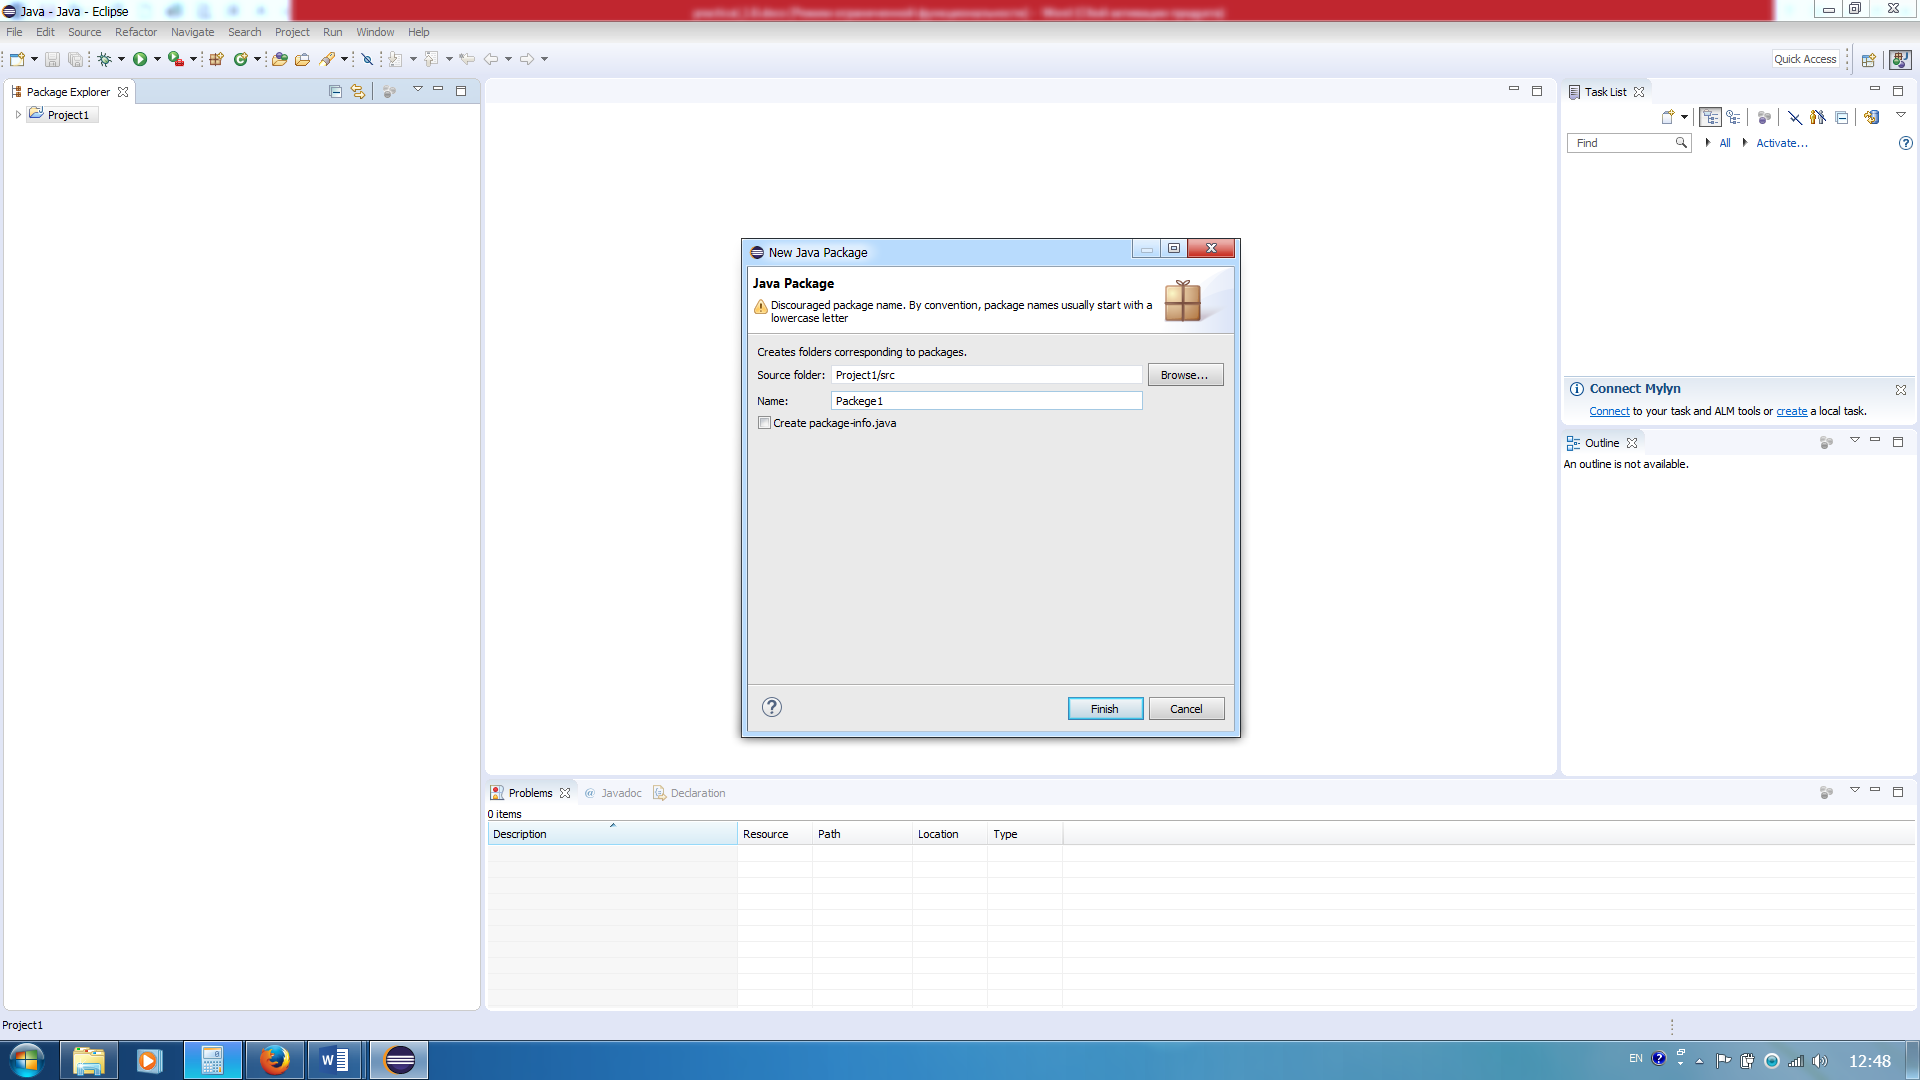 Java - Java - Eclipse
File Edit Source Refactor Navigate Search Project Run Window Help
Quick Access
Package Explorer
Project1
Task List
Find
All
Activate...
New Java Package
Java Package
Discouraged package name. By convention, package names usually start with a
lowercase letter
Creates folders corresponding to packages.
Source folder: Project1/src Browse...
Name: Packege1
Create package-info.java
Finish Cancel
Connect Mylyn
Connect to your task and ALM tools or create a local task.
Outline
An outline is not available.
Problems @ Javadoc Declaration
0 items
Description Resource Path Location Type
Project1
EN 12:48